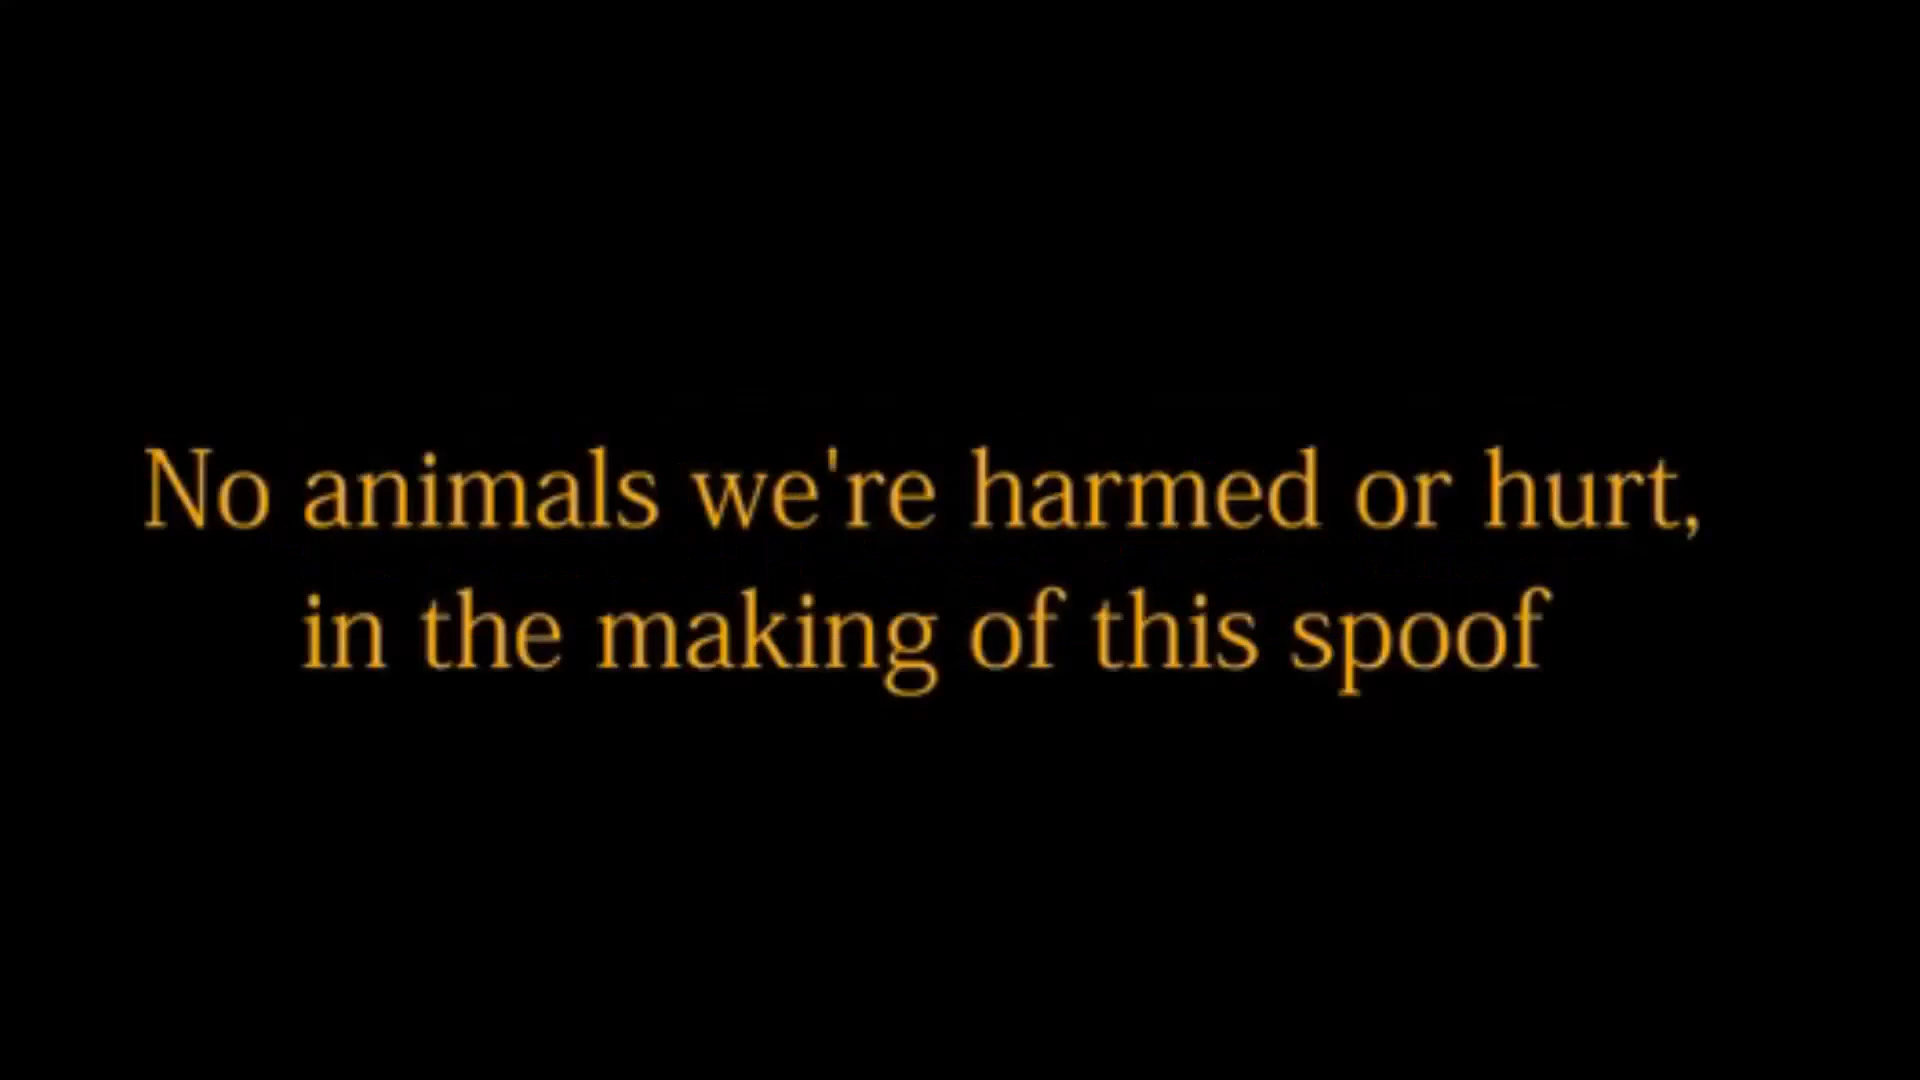 No animals we're harmed or hurt,
in the making of this spoof